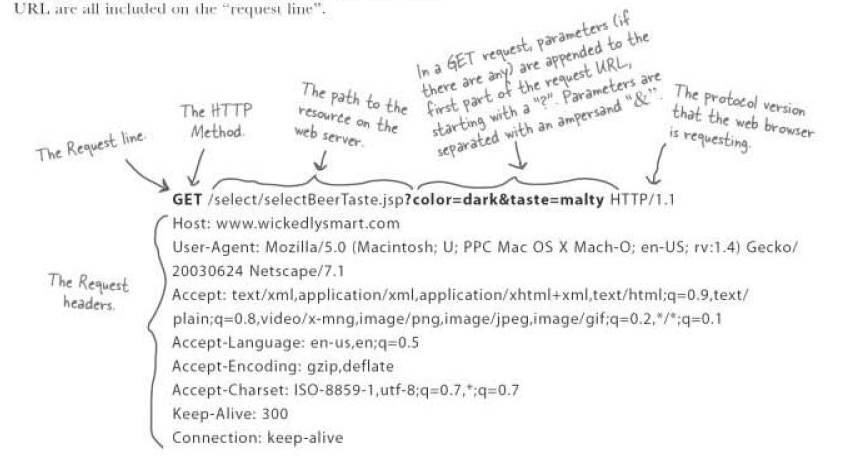 URL are all included on the “request line”.
The Request line.
The HTTP
Method.
The path to the
resource on the
web server.
In a GET request, parameters (if
there are any) are appended to the
first part of the request URL,
starting with a "?". Parameters are
separated with an ampersand "&".
The protocol version
that the web browser
is requesting.
GET /select/selectBeerTaste.jsp?color=dark&taste=malty HTTP/1.1
Host: www.wickedlysmart.com
User-Agent: Mozilla/5.0 (Macintosh; U; PPC Mac OS X Mach-O; en-US; rv:1.4) Gecko/
20030624 Netscape/7.1
The Request
headers.
Accept: text/xml,application/xml,application/xhtml+xml,text/html;q=0.9,text/
plain;q=0.8,video/x-mng,image/png,image/jpeg,image/gif;q=0.2,*/*;q=0.1
Accept-Language: en-us,en;q=0.5
Accept-Encoding: gzip,deflate
Accept-Charset: ISO-8859-1,utf-8;q=0.7,*;q=0.7
Keep-Alive: 300
Connection: keep-alive